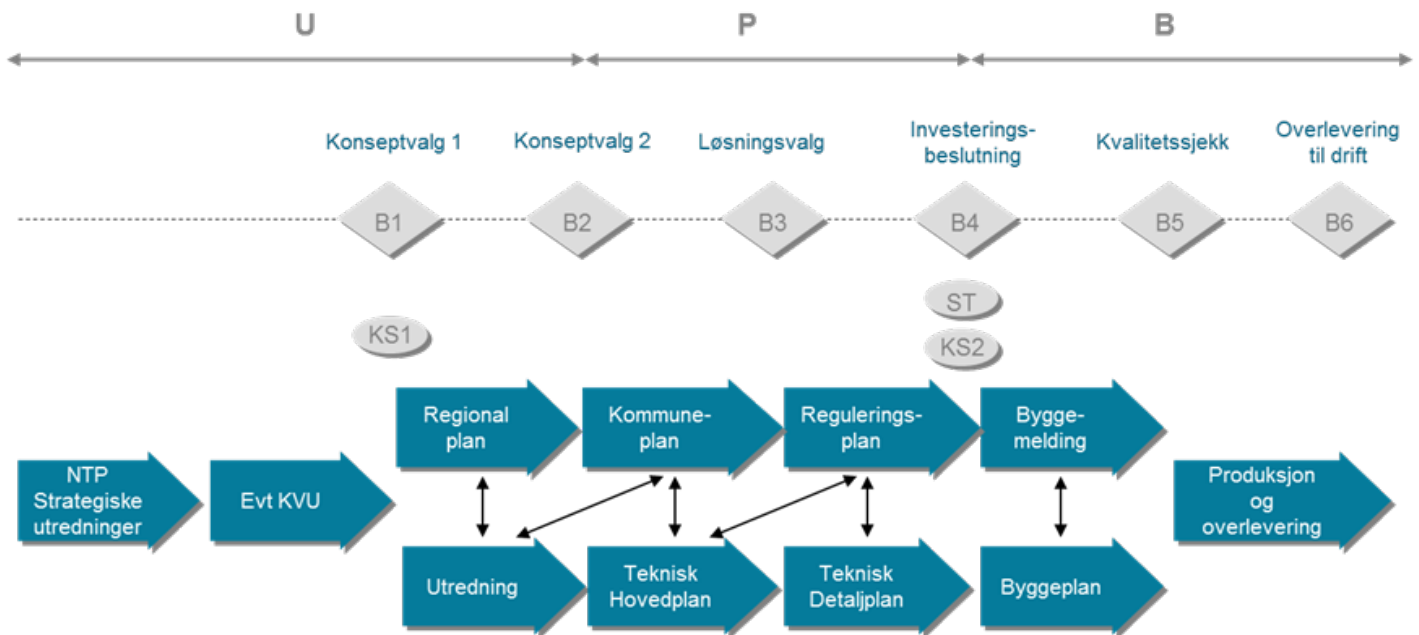 U
P
B
Konseptvalg 1
Konseptvalg 2
Løsningsvalg
Investerings-
beslutning
Kvalitetssjekk
Overlevering
til drift
B1
B2
B3
B4
B5
B6
ST
KS1
KS2
Regional
plan
Kommune-
plan
Regulerings-
plan
Bygge-
melding
NTP
Strategiske
utredninger
Evt KVU
Produksjon
og
overlevering
Utredning
Teknisk
Hovedplan
Teknisk
Detaljplan
Byggeplan